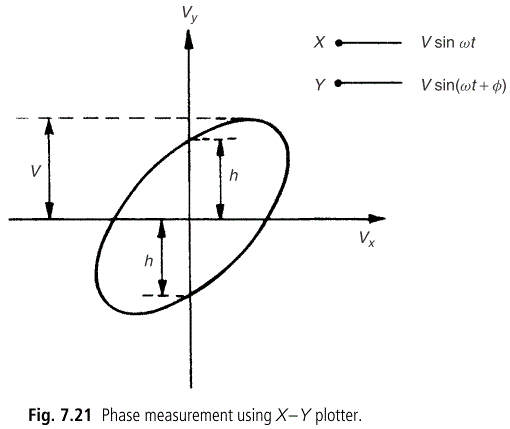 V_y
X V sin ωt
Y V sin(ωt + ϕ)
V
h
V_x
h
Fig. 7.21 Phase measurement using X–Y plotter.